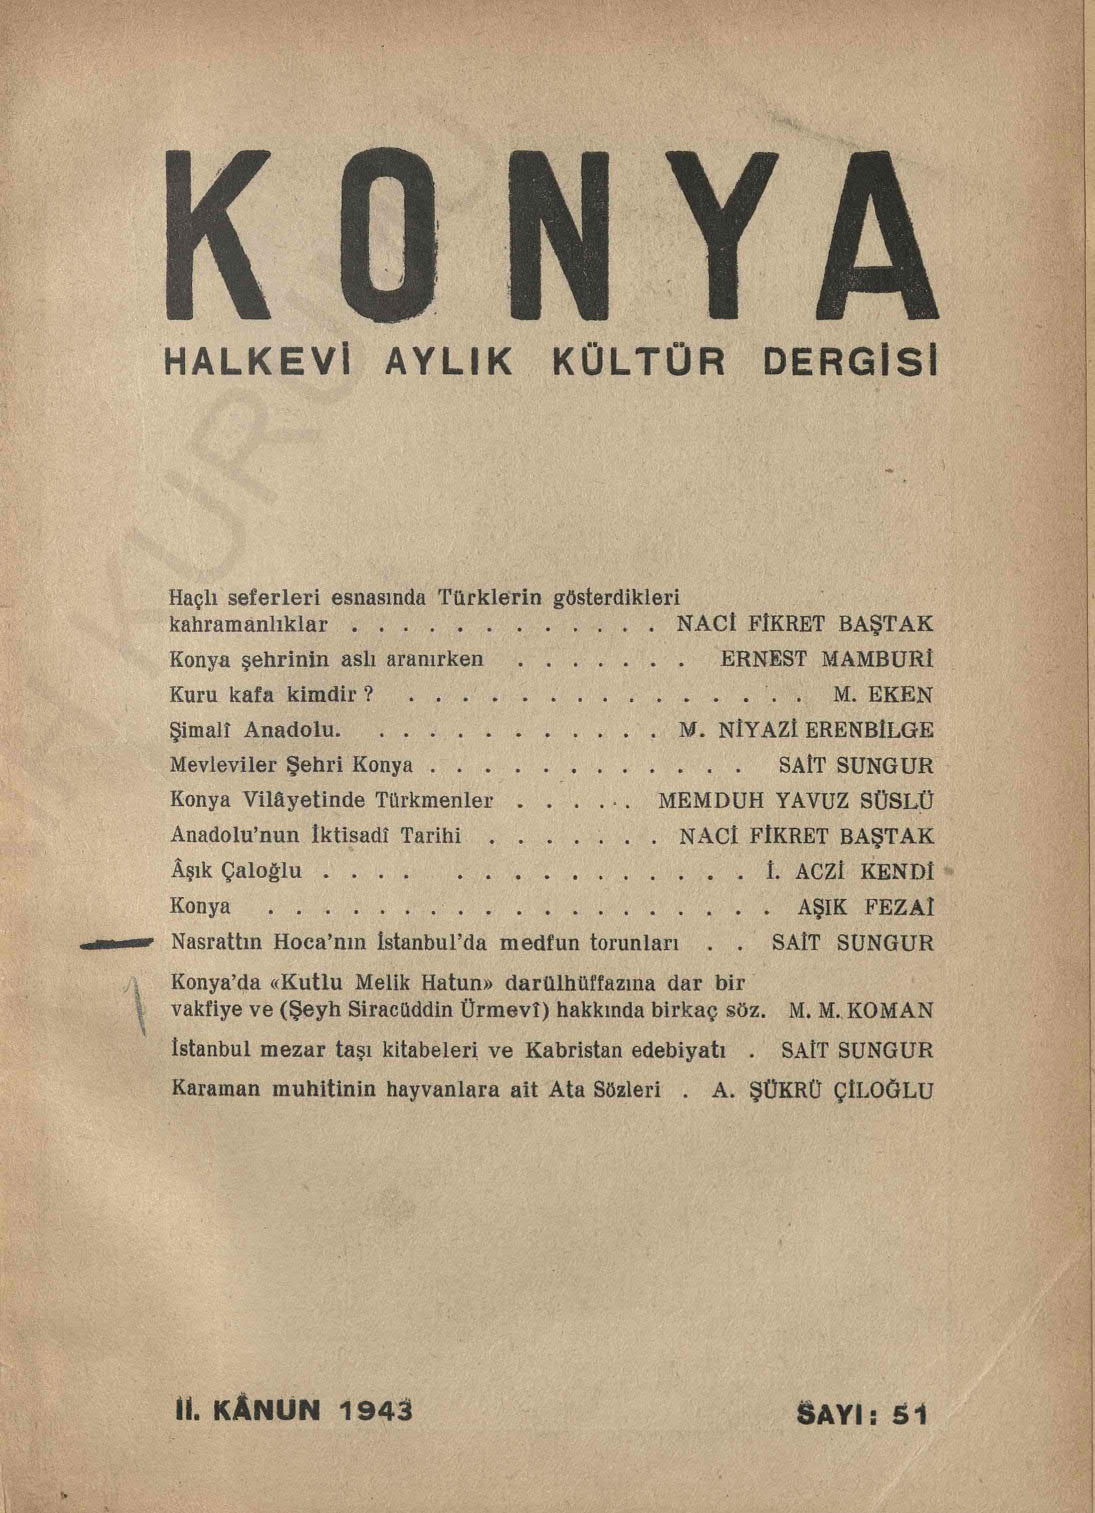 KONYA
HALKEVİ AYLIK KÜLTÜR DERGİSİ
Haçlı seferleri esnasında Türklerin gösterdikleri
kahramanlıklar . . . . . . . . . . . . NACİ FİKRET BAŞTAK
Konya şehrinin aslı aranırken . . . . . . . ERNEST MAMBURİ
Kuru kafa kimdir ? . . . . . . . . . . . . . . . M. EKEN
Şimalî Anadolu. . . . . . . . . . . . M. NİYAZİ ERENBİLGE
Mevleviler Şehri Konya . . . . . . . . . . . . SAİT SUNGUR
Konya Vilâyetinde Türkmenler . . . . . . MEMDUH YAVUZ SÜSLÜ
Anadolu'nun İktisadî Tarihi . . . . . . . NACİ FİKRET BAŞTAK
Âşık Çaloğlu . . . . . . . . . . . . . . . İ. ACZİ KENDİ
Konya . . . . . . . . . . . . . . . . . . . AŞIK FEZAÎ
Nasrattın Hoca'nın İstanbul'da medfun torunları . . SAİT SUNGUR
Konya'da «Kutlu Melik Hatun» darülhüffazına dar bir
vakfiye ve (Şeyh Siracüddin Ürmevî) hakkında birkaç söz. M. M. KOMAN
İstanbul mezar taşı kitabeleri ve Kabristan edebiyatı . SAİT SUNGUR
Karaman muhitinin hayvanlara ait Ata Sözleri . A. ŞÜKRÜ ÇİLOĞLU
II. KÂNUN 1943
SAYI: 51